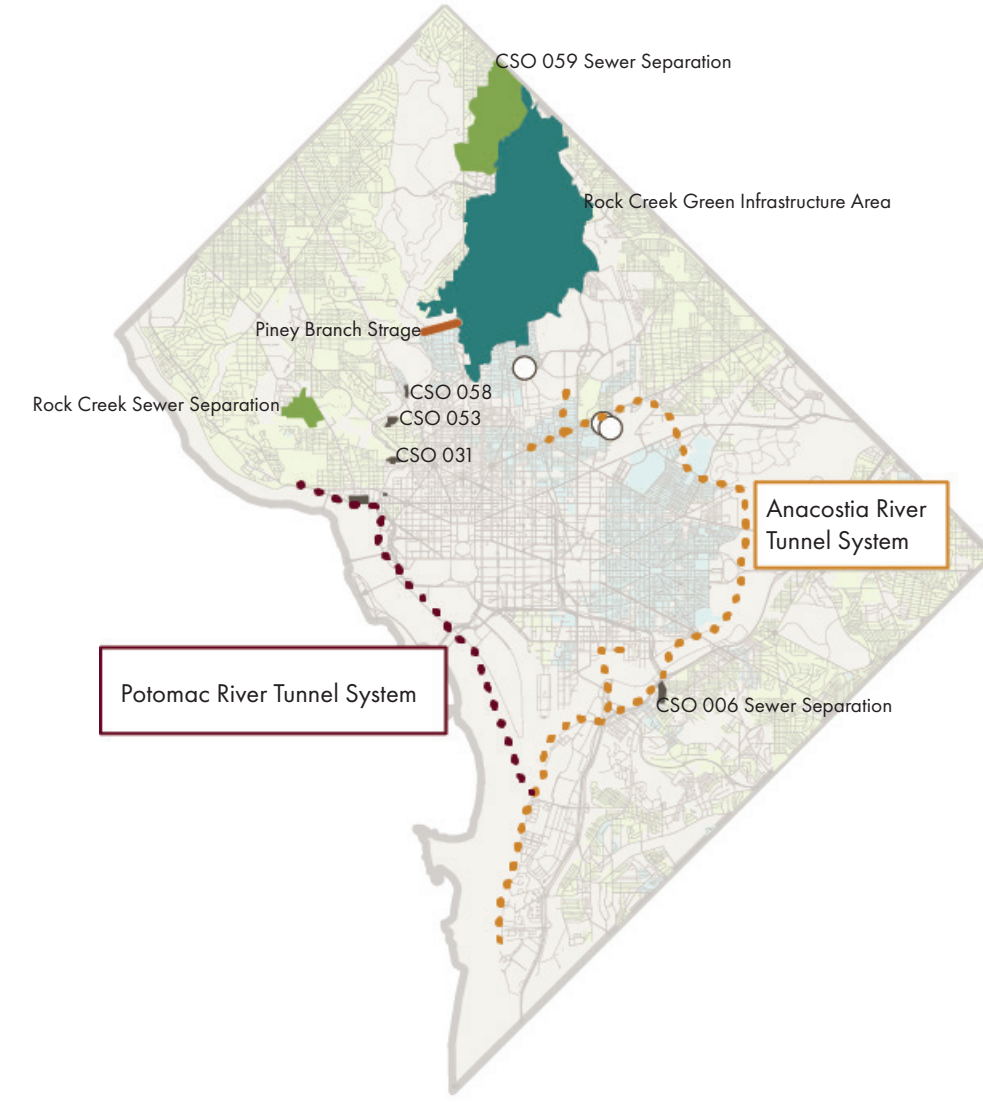 CSO 059 Sewer Separation
Rock Creek Green Infrastructure Area
Piney Branch Strage
CSO 058
Rock Creek Sewer Separation
CSO 053
CSO 031
Anacostia River
Tunnel System
Potomac River Tunnel System
CSO 006 Sewer Separation